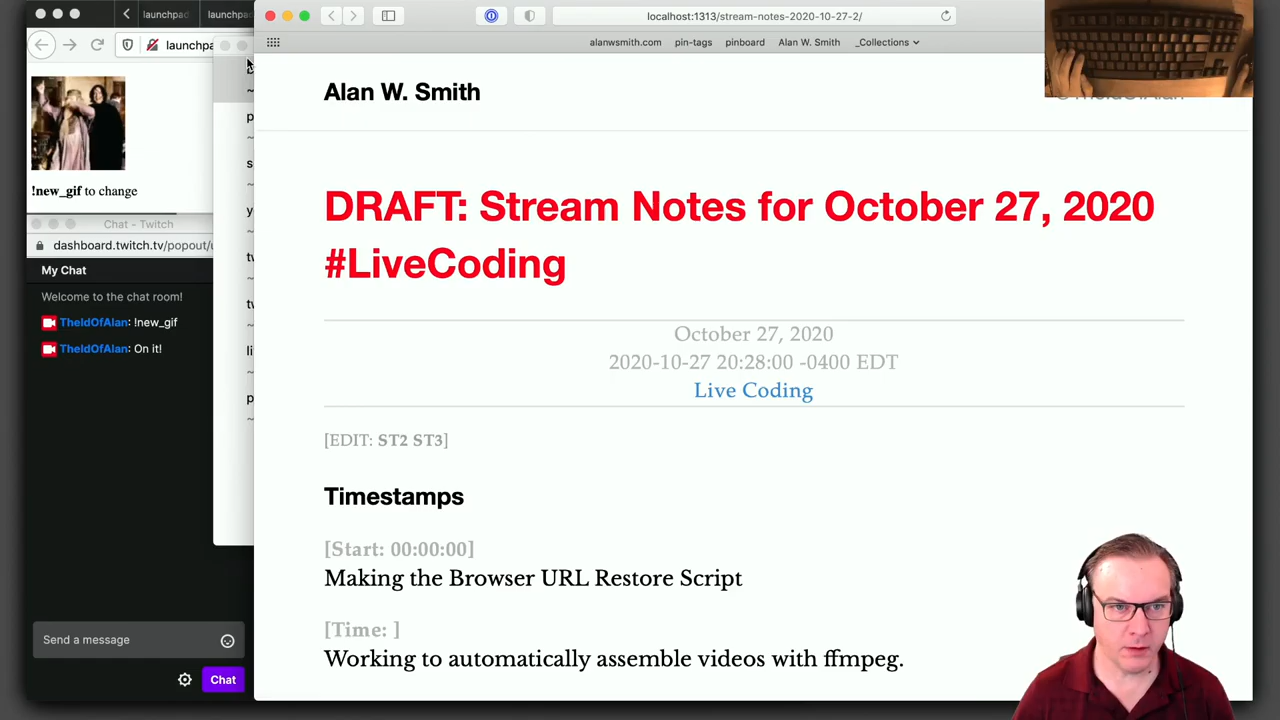 launchpad
launchpad
launchpa
!new_gif to change
Chat - Twitch
dashboard.twitch.tv/popout/u
My Chat
Welcome to the chat room!
TheIdOfAlan: !new_gif
TheIdOfAlan: On it!
Send a message
Chat
localhost:1313/stream-notes-2020-10-27-2/
alanwsmith.com pin-tags pinboard Alan W. Smith _Collections
Alan W. Smith
DRAFT: Stream Notes for October 27, 2020
#LiveCoding
October 27, 2020
2020-10-27 20:28:00 -0400 EDT
Live Coding
[EDIT: ST2 ST3]
Timestamps
[Start: 00:00:00]
Making the Browser URL Restore Script
[Time: ]
Working to automatically assemble videos with ffmpeg.